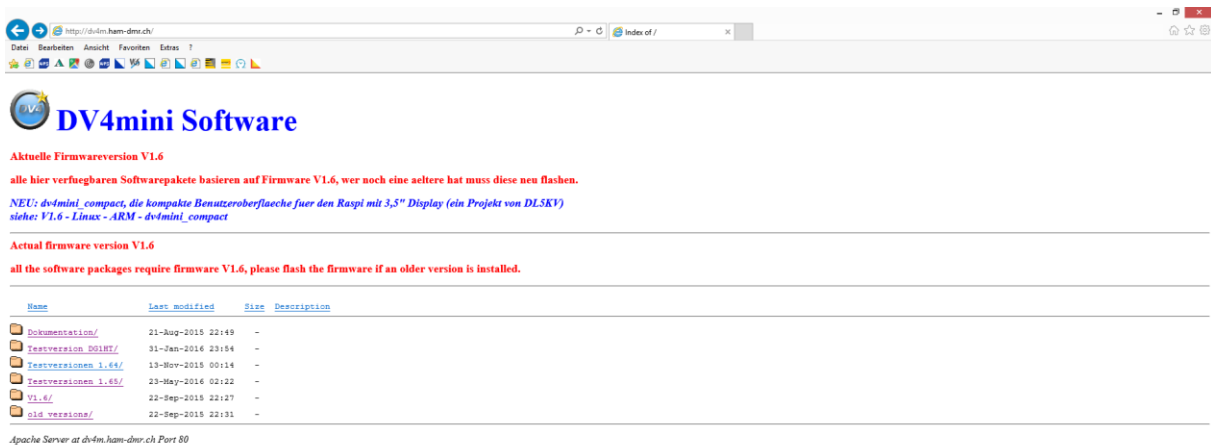 http://dv4m.ham-dmr.ch/
Index of /
Datei Bearbeiten Ansicht Favoriten Extras ?
DV4mini Software
Aktuelle Firmwareversion V1.6
alle hier verfuegbaren Softwarepakete basieren auf Firmware V1.6, wer noch eine aeltere hat muss diese neu flashen.
NEU: dv4mini_compact, die kompakte Benutzeroberflaeche fuer den Raspi mit 3,5" Display (ein Projekt von DL5KV)
siehe: V1.6 - Linux - ARM - dv4mini_compact
Actual firmware version V1.6
all the software packages require firmware V1.6, please flash the firmware if an older version is installed.
Name Last modified Size Description
Dokumentation/ 21-Aug-2015 22:49 -
Testversion DG1HT/ 31-Jan-2016 23:54 -
Testversionen 1.64/ 13-Nov-2015 00:14 -
Testversionen 1.65/ 23-May-2016 02:22 -
V1.6/ 22-Sep-2015 22:27 -
old versions/ 22-Sep-2015 22:31 -
Apache Server at dv4m.ham-dmr.ch Port 80